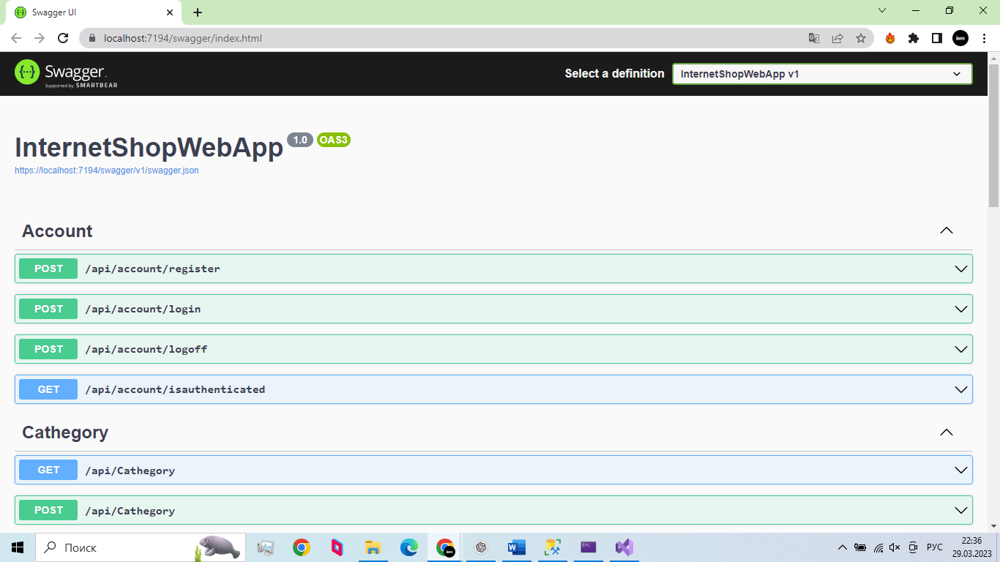 Swagger UI
localhost:7194/swagger/index.html
Swagger
Supported by SMARTBEAR
Select a definition
InternetShopWebApp v1
InternetShopWebApp 1.0 OAS3
https://localhost:7194/swagger/v1/swagger.json
Account
POST /api/account/register
POST /api/account/login
POST /api/account/logoff
GET /api/account/isauthenticated
Cathegory
GET /api/Cathegory
POST /api/Cathegory
Поиск
РУС
22:36
29.03.2023